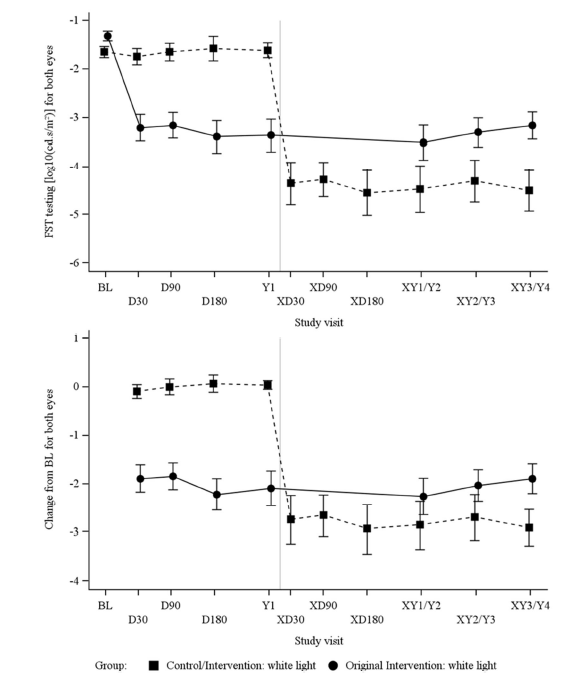 FST testing [log10(cd.s/m²)] for both eyes
-1
-2
-3
-4
-5
-6
BL D90 Y1 XD90 XY1/Y2 XY3/Y4
D30 D180 XD30 XD180 XY2/Y3
Study visit
Change from BL for both eyes
1
0
-1
-2
-3
-4
BL D90 Y1 XD90 XY1/Y2 XY3/Y4
D30 D180 XD30 XD180 XY2/Y3
Study visit
Group: Control/Intervention: white light Original Intervention: white light